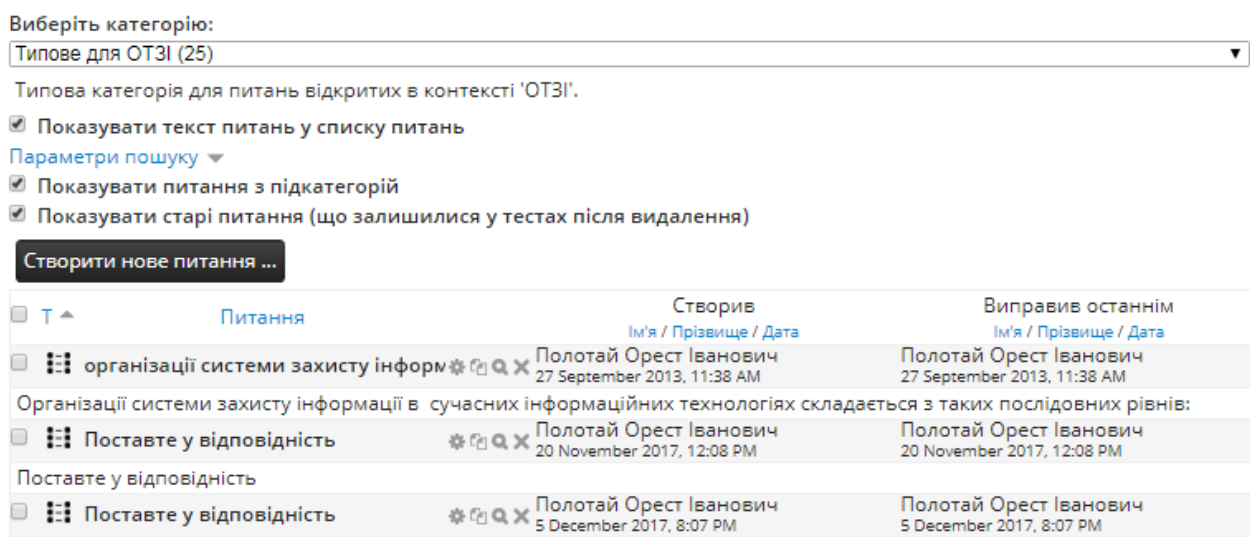 Виберіть категорію:
Типове для ОТЗІ (25)
Типова категорія для питань відкритих в контексті 'ОТЗІ'.
Показувати текст питань у списку питань
Параметри пошуку
Показувати питання з підкатегорій
Показувати старі питання (що залишилися у тестах після видалення)
Створити нове питання ...
Т Питання Створив Виправив останнім
Ім'я / Прізвище / Дата Ім'я / Прізвище / Дата
організації системи захисту інформ Полотай Орест Іванович Полотай Орест Іванович
27 September 2013, 11:38 AM 27 September 2013, 11:38 AM
Організації системи захисту інформації в сучасних інформаційних технологіях складається з таких послідовних рівнів:
Поставте у відповідність Полотай Орест Іванович Полотай Орест Іванович
20 November 2017, 12:08 PM 20 November 2017, 12:08 PM
Поставте у відповідність
Поставте у відповідність Полотай Орест Іванович Полотай Орест Іванович
5 December 2017, 8:07 PM 5 December 2017, 8:07 PM